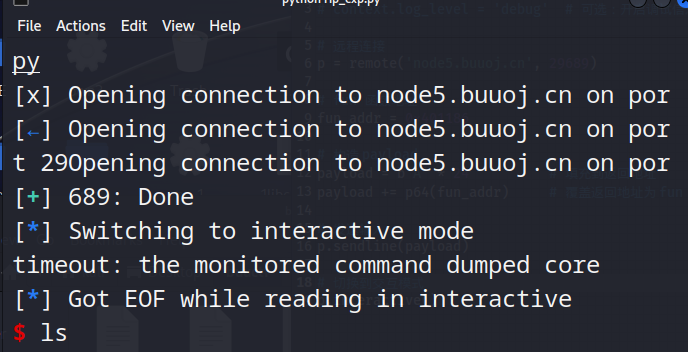 python rip_exp.py
File Actions Edit View Help
py
[x] Opening connection to node5.buuoj.cn on por
[←] Opening connection to node5.buuoj.cn on por
t 29Opening connection to node5.buuoj.cn on por
[+] 689: Done
[*] Switching to interactive mode
timeout: the monitored command dumped core
[*] Got EOF while reading in interactive
$ ls